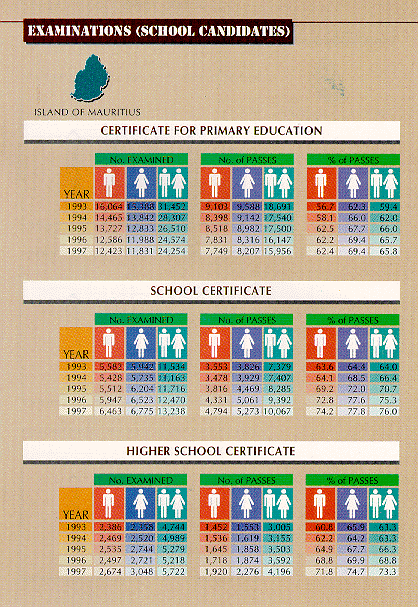 EXAMINATIONS (SCHOOL CANDIDATES)
ISLAND OF MAURITIUS
CERTIFICATE FOR PRIMARY EDUCATION
No. EXAMINED No. of PASSES % of PASSES
YEAR
1993 16,064 15,388 31,452 9,103 9,588 18,691 56.7 62.3 59.4
1994 14,465 13,842 28,307 8,398 9,142 17,540 58.1 66.0 62.0
1995 13,727 12,833 26,510 8,518 8,982 17,500 62.5 67.7 66.0
1996 12,586 11,988 24,574 7,831 8,316 16,147 62.2 69.4 65.7
1997 12,423 11,831 24,254 7,749 8,207 15,956 62.4 69.4 65.8
SCHOOL CERTIFICATE
No. EXAMINED No. of PASSES % of PASSES
YEAR
1993 5,582 5,942 11,534 3,553 3,826 7,379 63.6 64.4 64.0
1994 5,428 5,735 11,163 3,478 3,929 7,407 64.1 68.5 66.4
1995 5,512 6,204 11,716 3,816 4,469 8,285 69.2 72.0 70.7
1996 5,947 6,523 12,470 4,331 5,061 9,392 72.8 77.6 75.3
1997 6,463 6,775 13,238 4,794 5,273 10,067 74.2 77.8 76.0
HIGHER SCHOOL CERTIFICATE
No. EXAMINED No. of PASSES % of PASSES
YEAR
1993 2,386 2,358 4,744 1,452 1,553 3,005 60.8 65.9 63.3
1994 2,469 2,520 4,989 1,536 1,619 3,155 62.2 64.2 63.3
1995 2,535 2,744 5,279 1,645 1,858 3,503 64.9 67.7 66.3
1996 2,497 2,721 5,218 1,718 1,874 3,592 68.8 69.9 68.8
1997 2,674 3,048 5,722 1,920 2,276 4,196 71.8 74.7 73.3